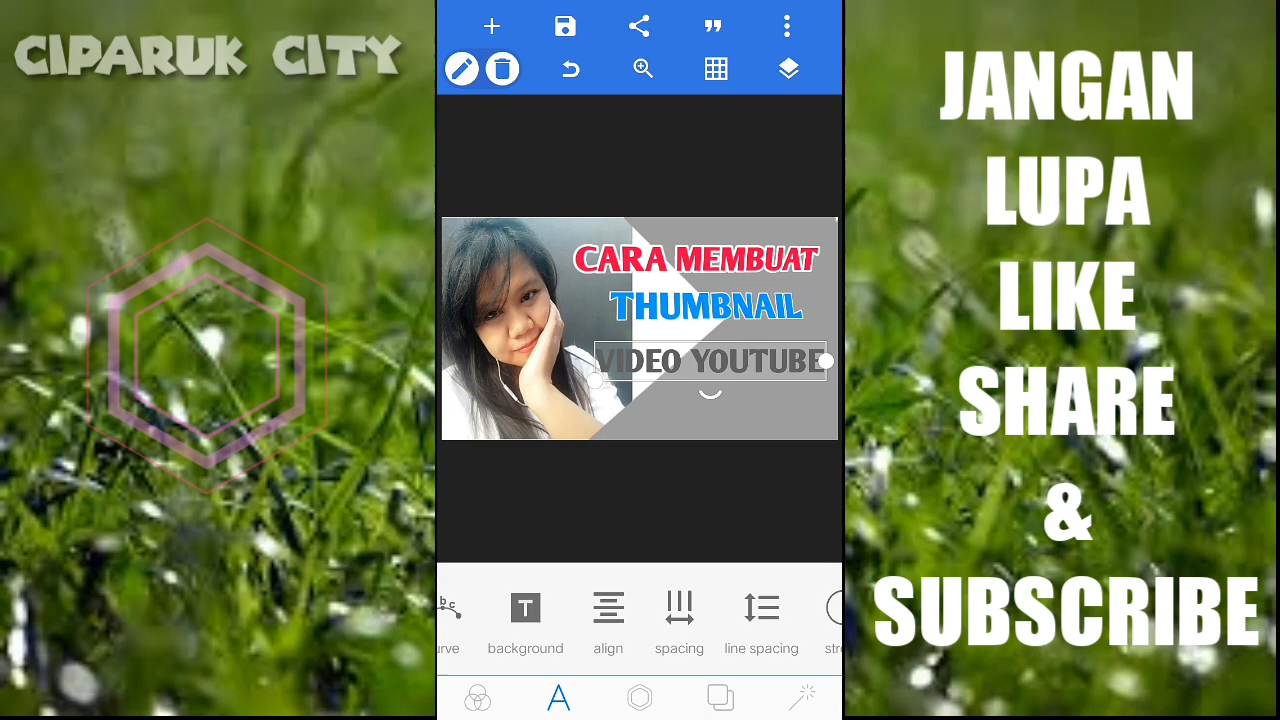 CIPARUK CITY
CARA MEMBUAT
THUMBNAIL
VIDEO YOUTUBE
background
align
spacing
line spacing
JANGAN
LUPA
LIKE
SHARE
&
SUBSCRIBE